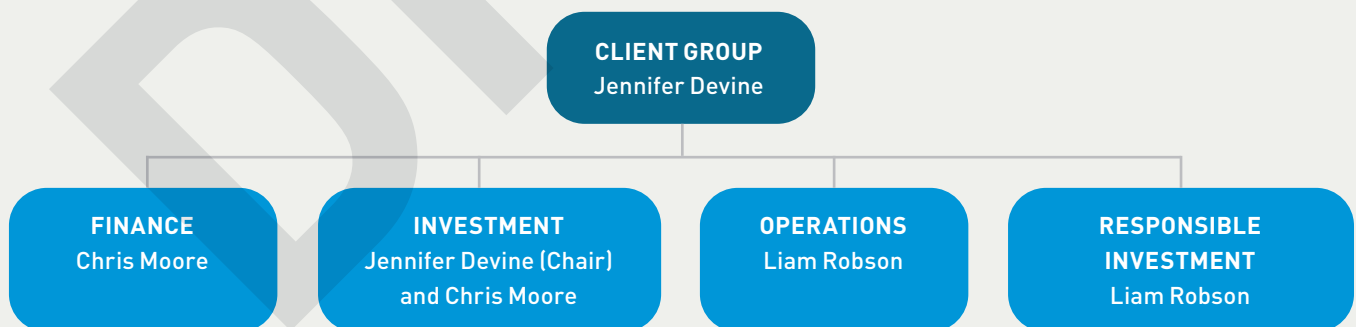 CLIENT GROUP
Jennifer Devine
FINANCE
Chris Moore
INVESTMENT
Jennifer Devine (Chair)
and Chris Moore
OPERATIONS
Liam Robson
RESPONSIBLE
INVESTMENT
Liam Robson